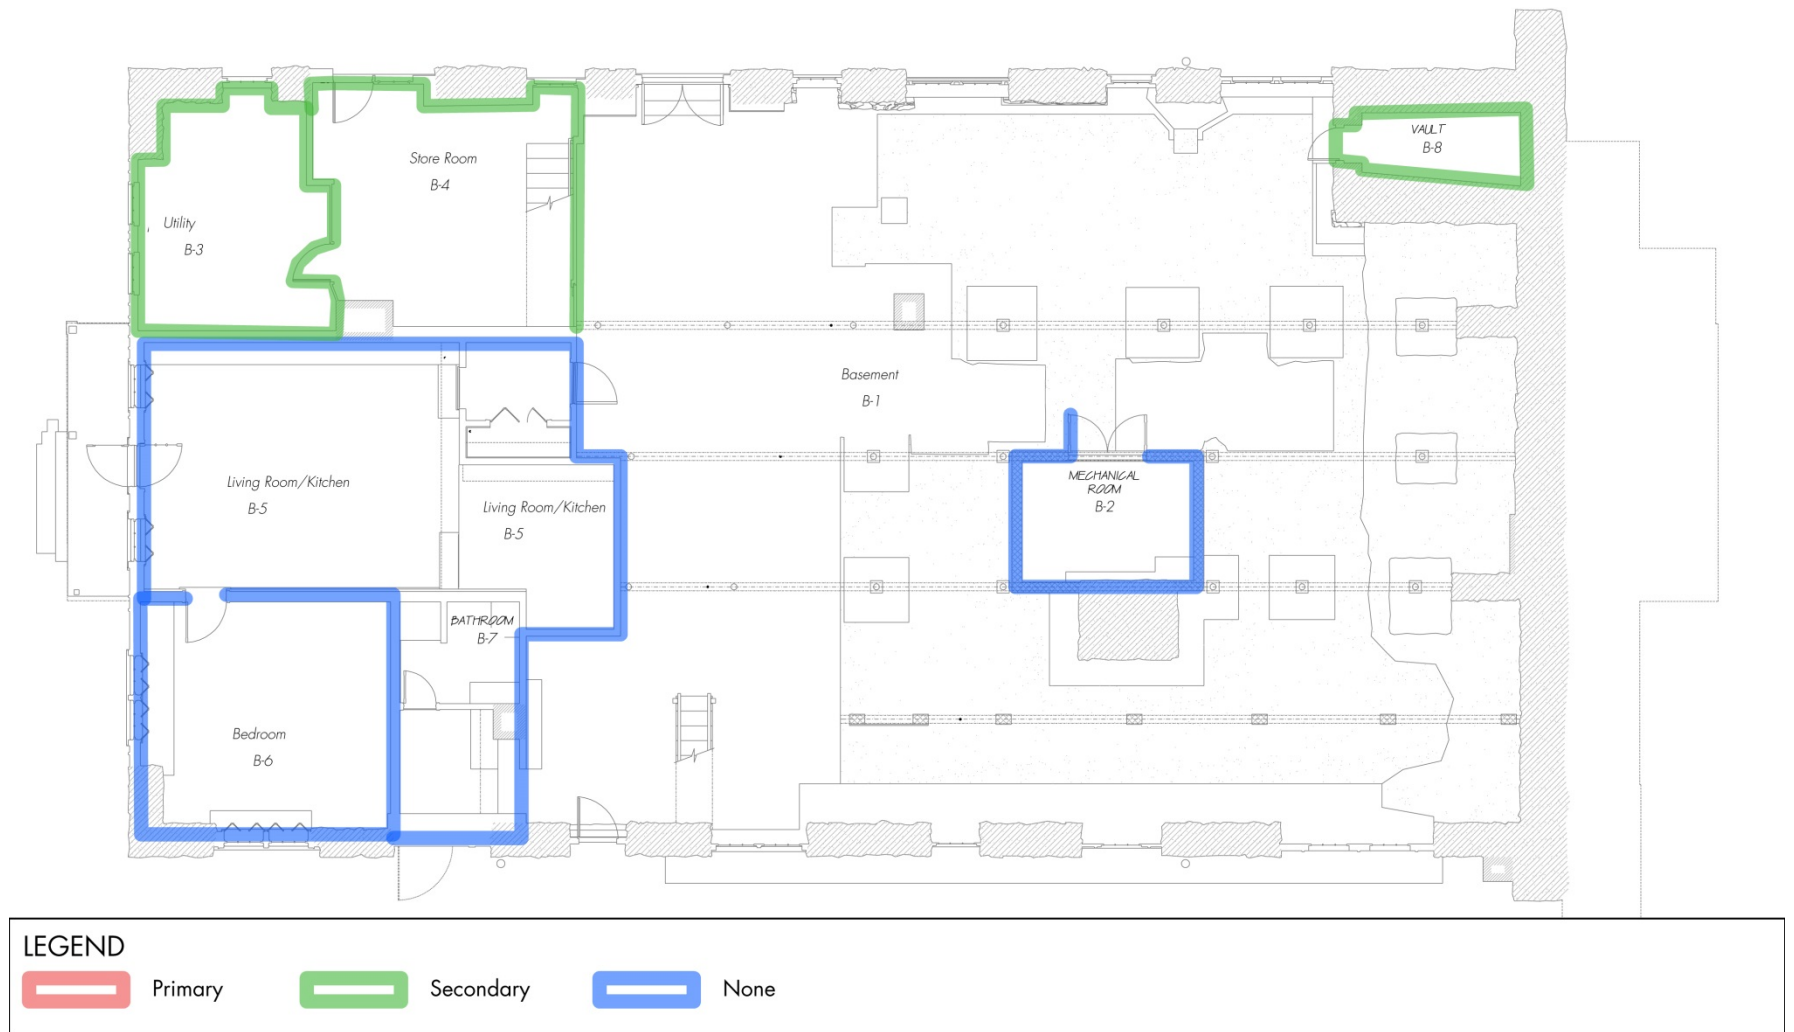 Store Room
B-4
VAULT
B-8
Utility
B-3
Basement
B-1
Living Room/Kitchen
B-5
Living Room/Kitchen
B-5
MECHANICAL
ROOM
B-2
BATHROOM
B-7
Bedroom
B-6
LEGEND
Primary
Secondary
None